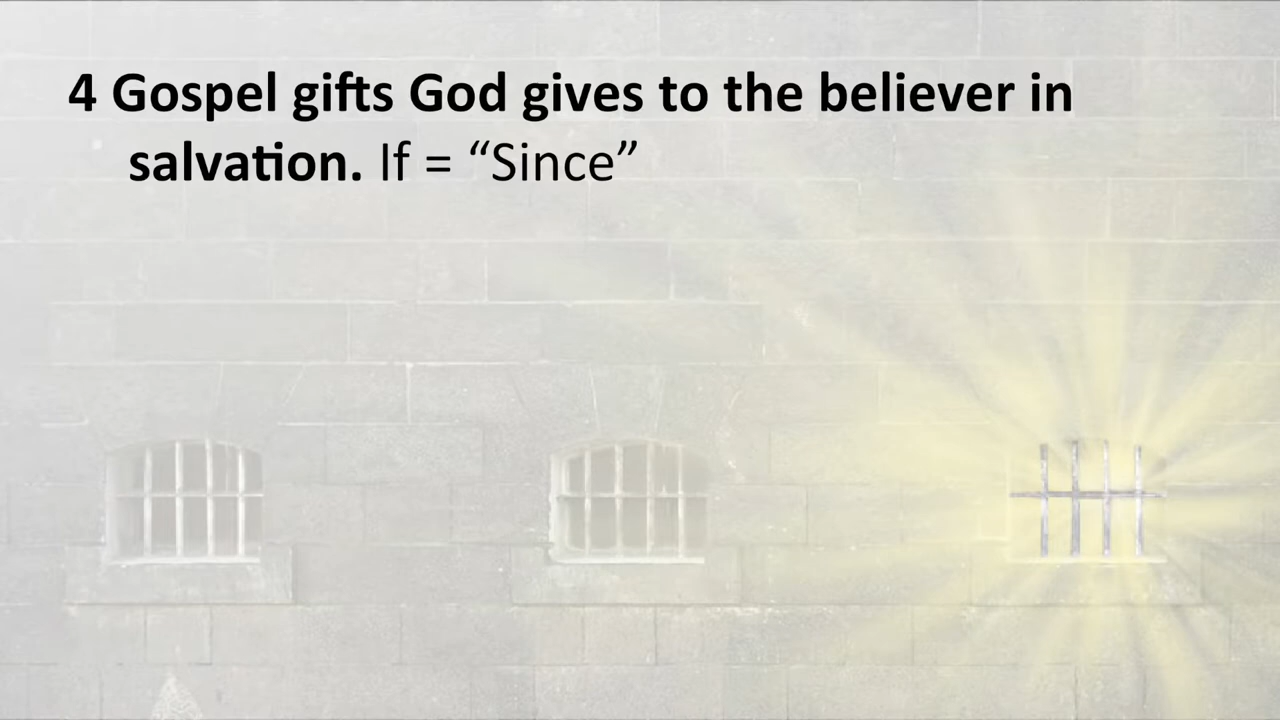 4 Gospel gifts God gives to the believer in
salvation. If = “Since”